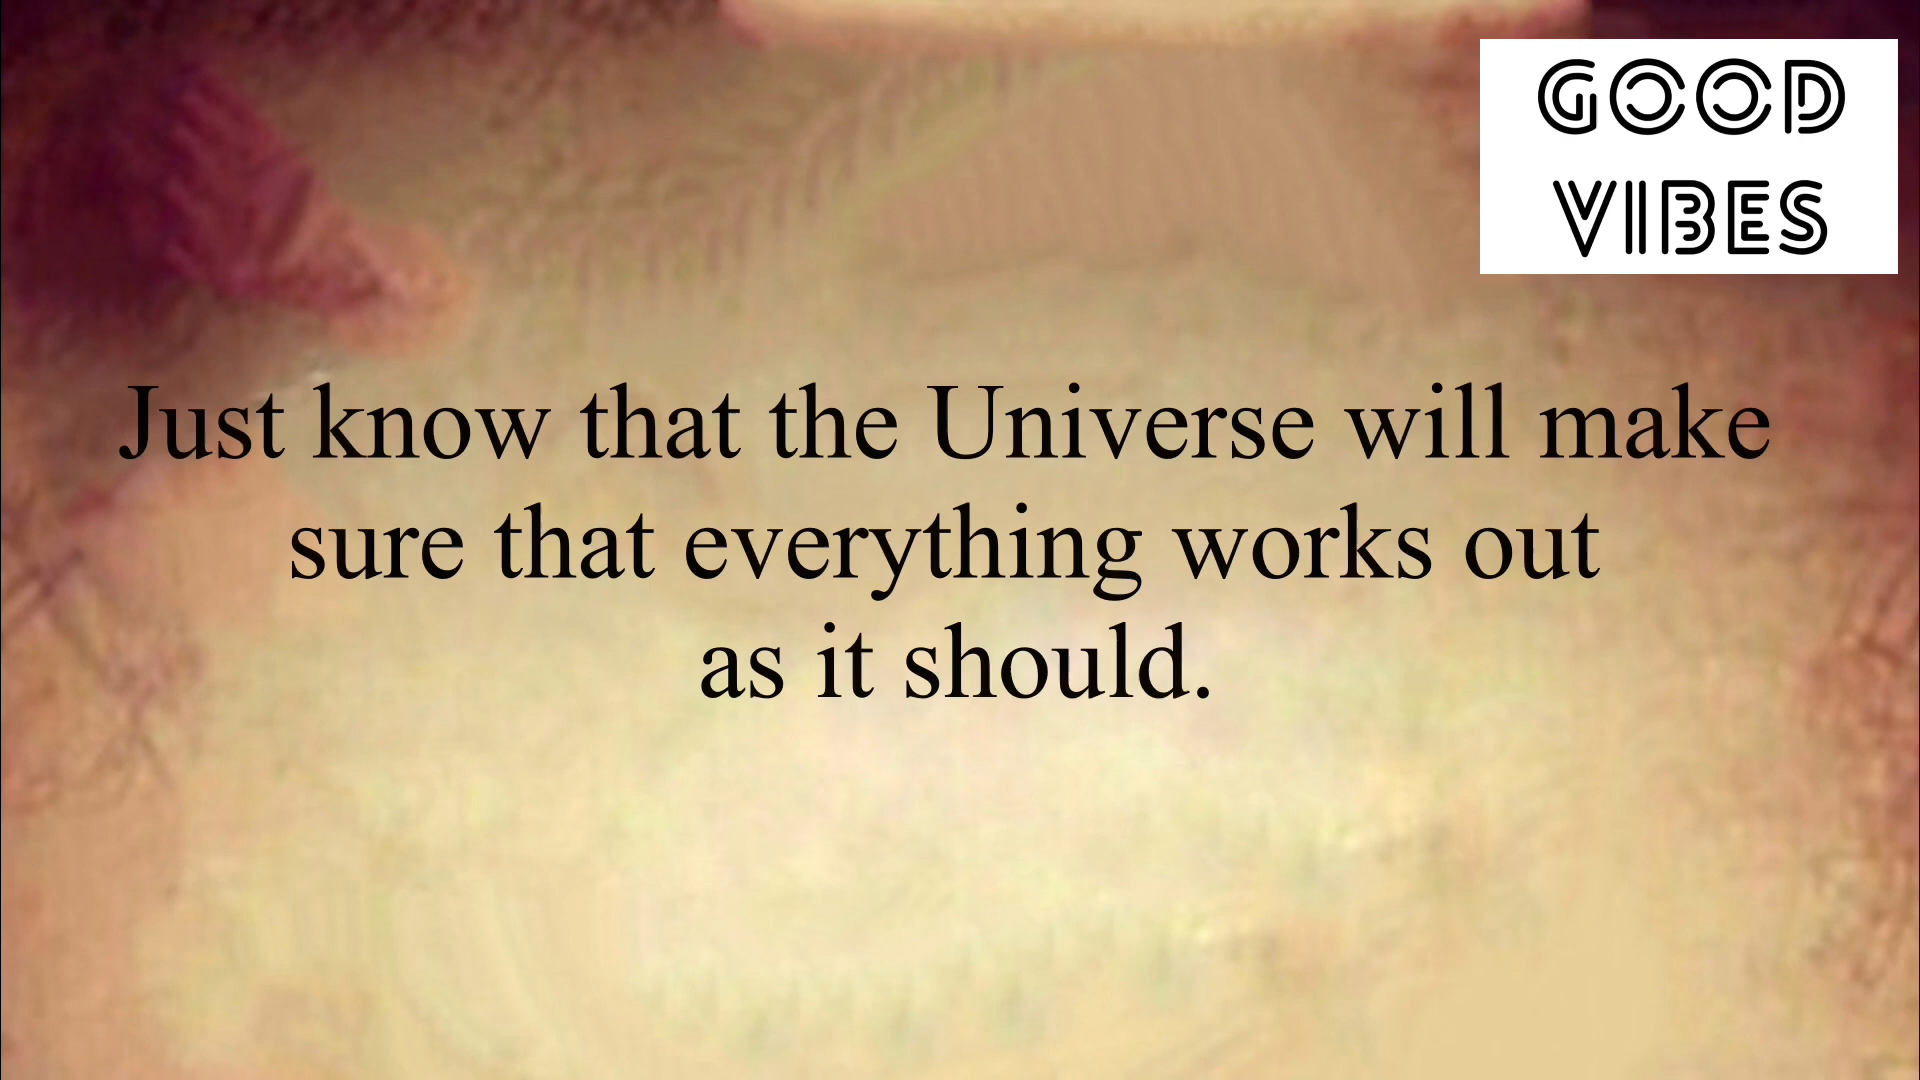 GOOD
VIBES
Just know that the Universe will make
sure that everything works out
as it should.